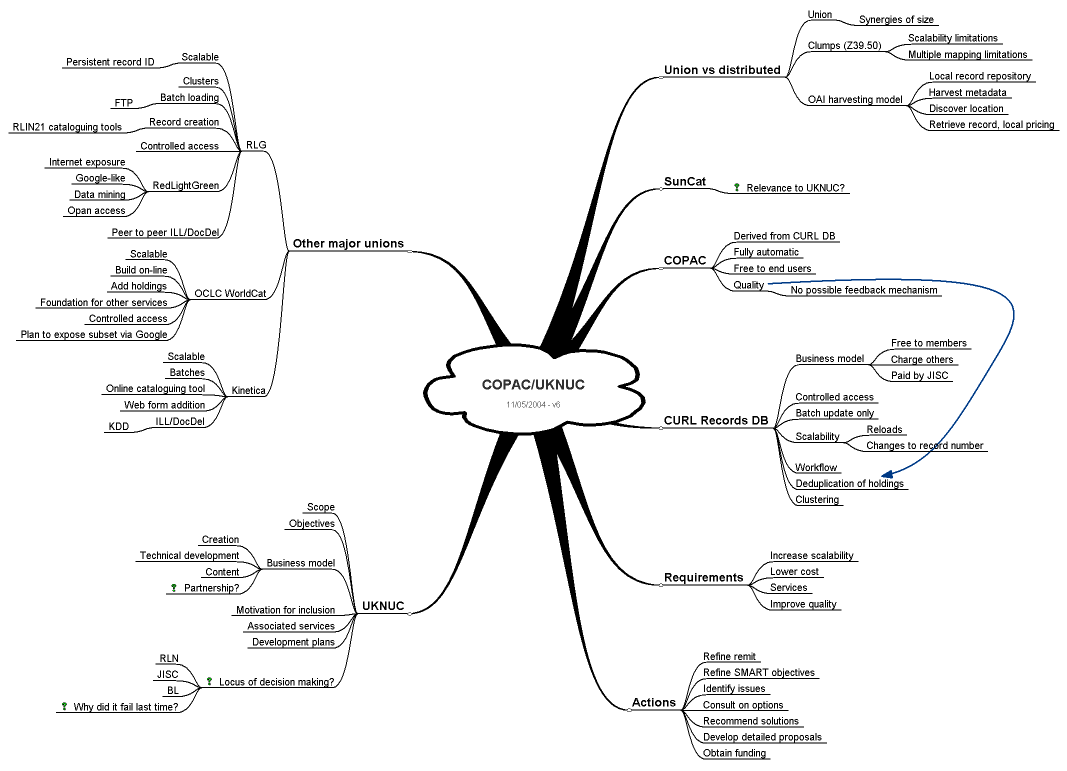 COPAC/UKNUC
11/05/2004 - v6
Union vs distributed
Union
Synergies of size
Clumps (Z39.50)
Scalability limitations
Multiple mapping limitations
OAI harvesting model
Local record repository
Harvest metadata
Discover location
Retrieve record, local pricing
SunCat
Relevance to UKNUC?
COPAC
Derived from CURL DB
Fully automatic
Free to end users
Quality
No possible feedback mechanism
CURL Records DB
Business model
Free to members
Charge others
Paid by JISC
Controlled access
Batch update only
Scalability
Reloads
Changes to record number
Workflow
Deduplication of holdings
Clustering
Requirements
Increase scalability
Lower cost
Services
Improve quality
Actions
Refine remit
Refine SMART objectives
Identify issues
Consult on options
Recommend solutions
Develop detailed proposals
Obtain funding
Other major unions
RLG
Scalable
Persistent record ID
Clusters
Batch loading
FTP
Record creation
RLIN21 cataloguing tools
Controlled access
RedLightGreen
Internet exposure
Google-like
Data mining
Opan access
Peer to peer ILL/DocDel
OCLC WorldCat
Scalable
Build on-line
Add holdings
Foundation for other services
Controlled access
Plan to expose subset via Google
Kinetica
Scalable
Batches
Online cataloguing tool
Web form addition
ILL/DocDel
KDD
UKNUC
Scope
Objectives
Business model
Creation
Technical development
Content
Partnership?
Motivation for inclusion
Associated services
Development plans
Locus of decision making?
RLN
JISC
BL
Why did it fail last time?